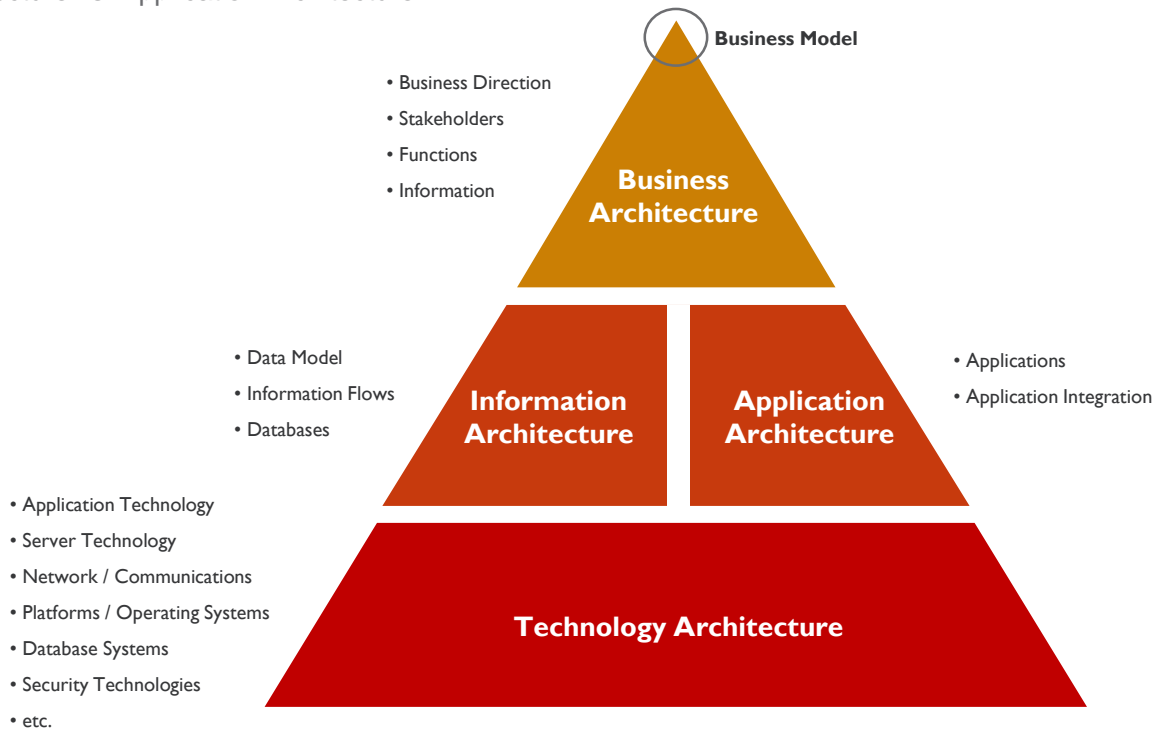 Business Model
• Business Direction
• Stakeholders
• Functions
• Information
Business
Architecture
• Data Model
• Information Flows
• Databases
Information
Architecture
Application
Architecture
• Applications
• Application Integration
• Application Technology
• Server Technology
• Network / Communications
• Platforms / Operating Systems
• Database Systems
• Security Technologies
• etc.
Technology Architecture